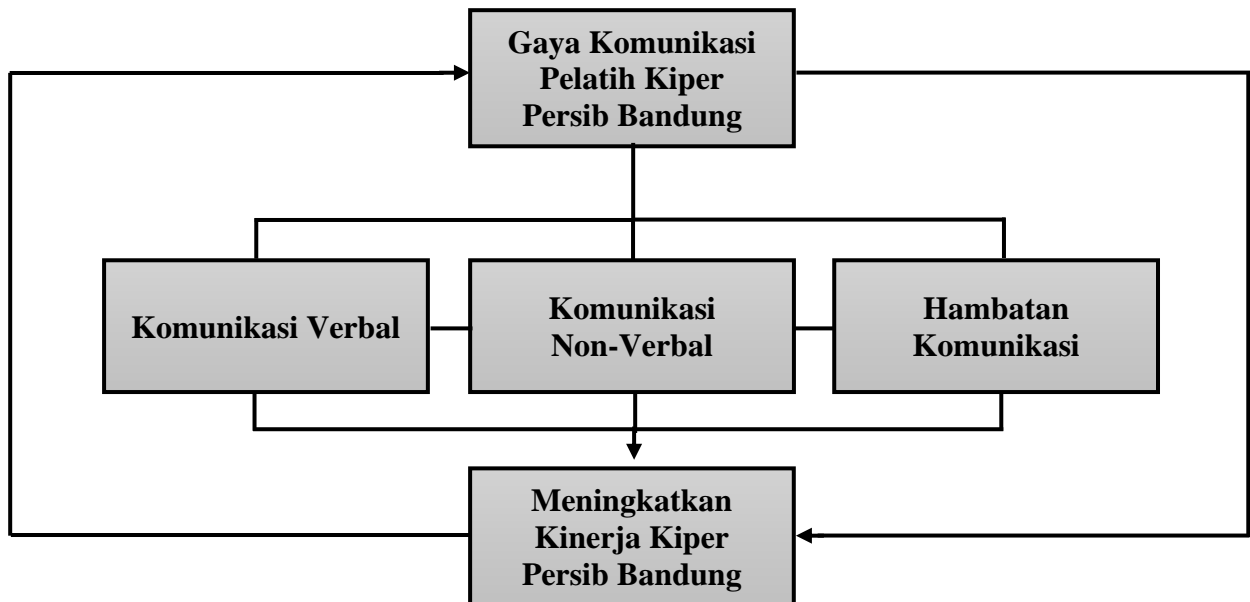 Gaya Komunikasi
Pelatih Kiper
Persib Bandung
Komunikasi Verbal
Komunikasi
Non-Verbal
Hambatan
Komunikasi
Meningkatkan
Kinerja Kiper
Persib Bandung